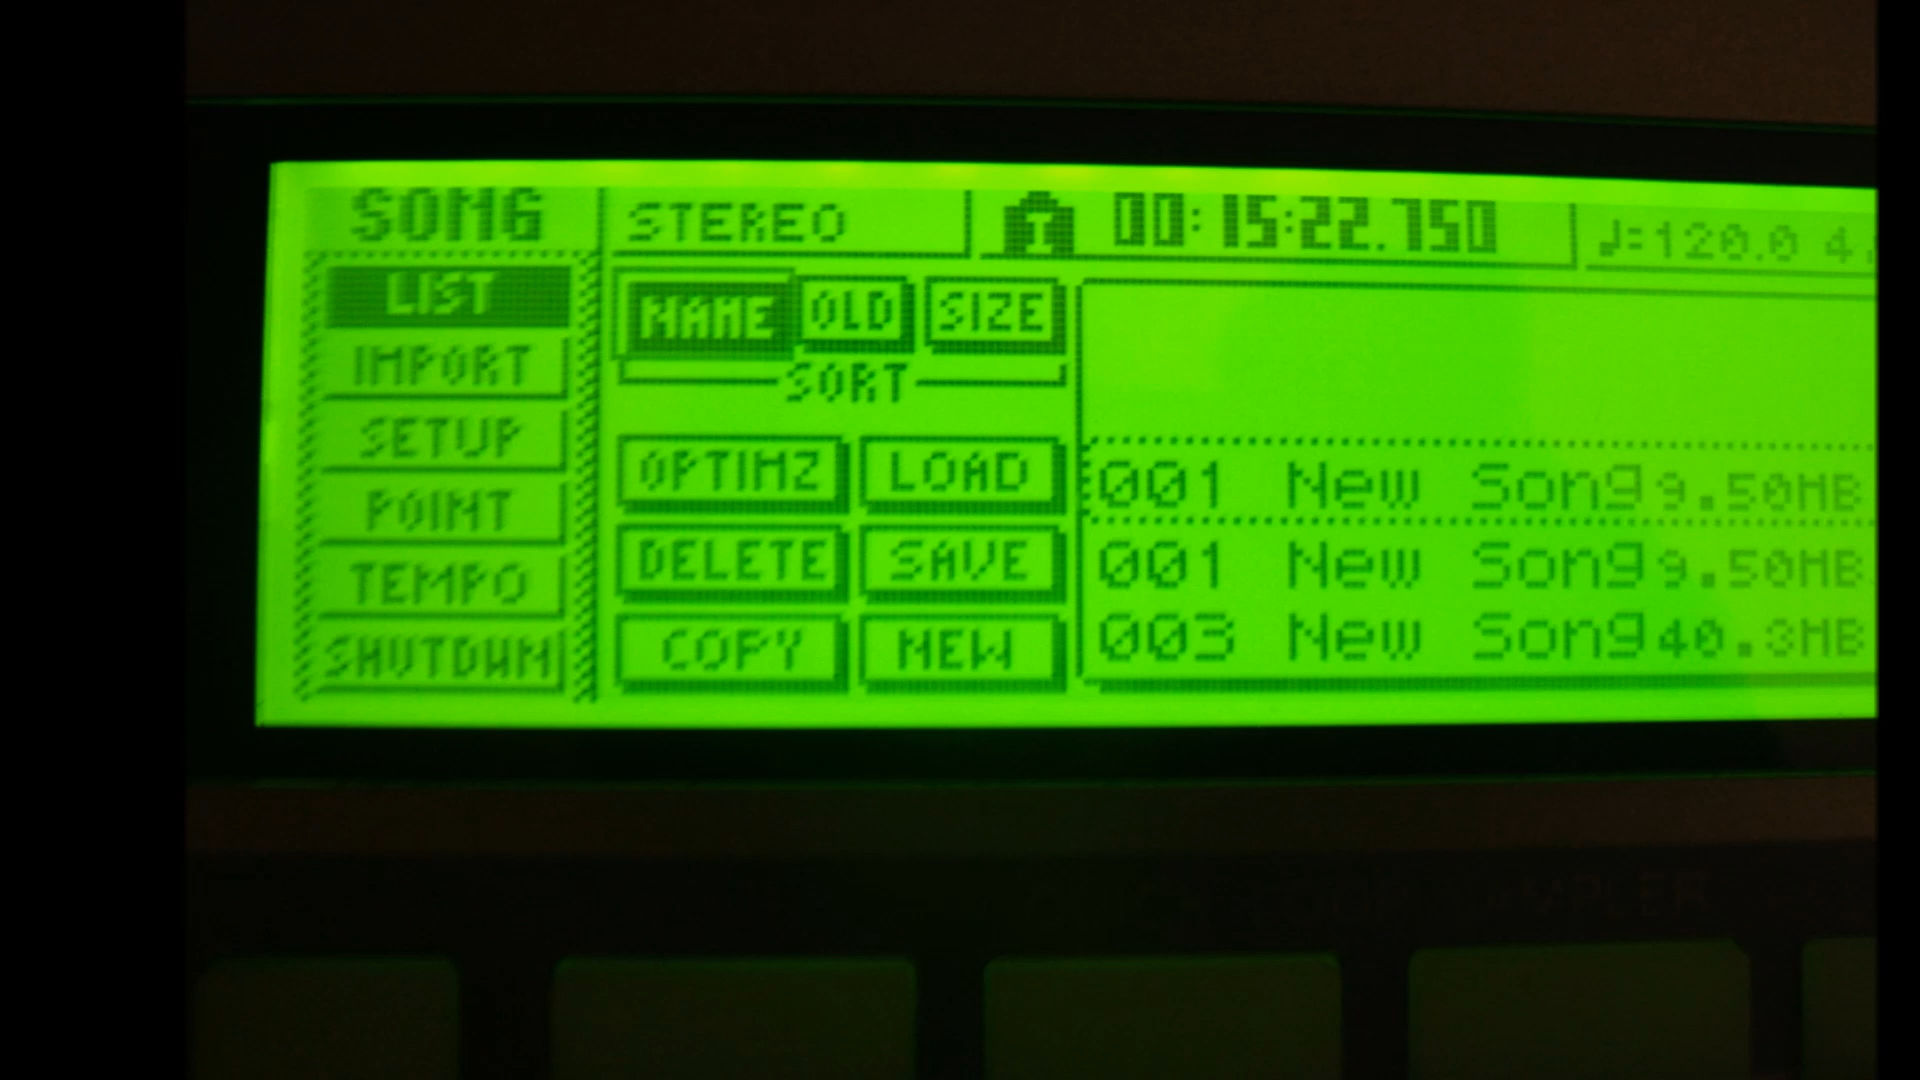 SONG STEREO I 00:15:22.750 ♩=120.0 4
LIST NAME OLD SIZE
IMPORT SORT
SETUP
OPTIMZ LOAD 001 New Song 9.50MB
POINT
DELETE SAVE 001 New Song 9.50MB
TEMPO
COPY NEW 003 New Song 40.3MB
SHUTDWN
SAMPLER